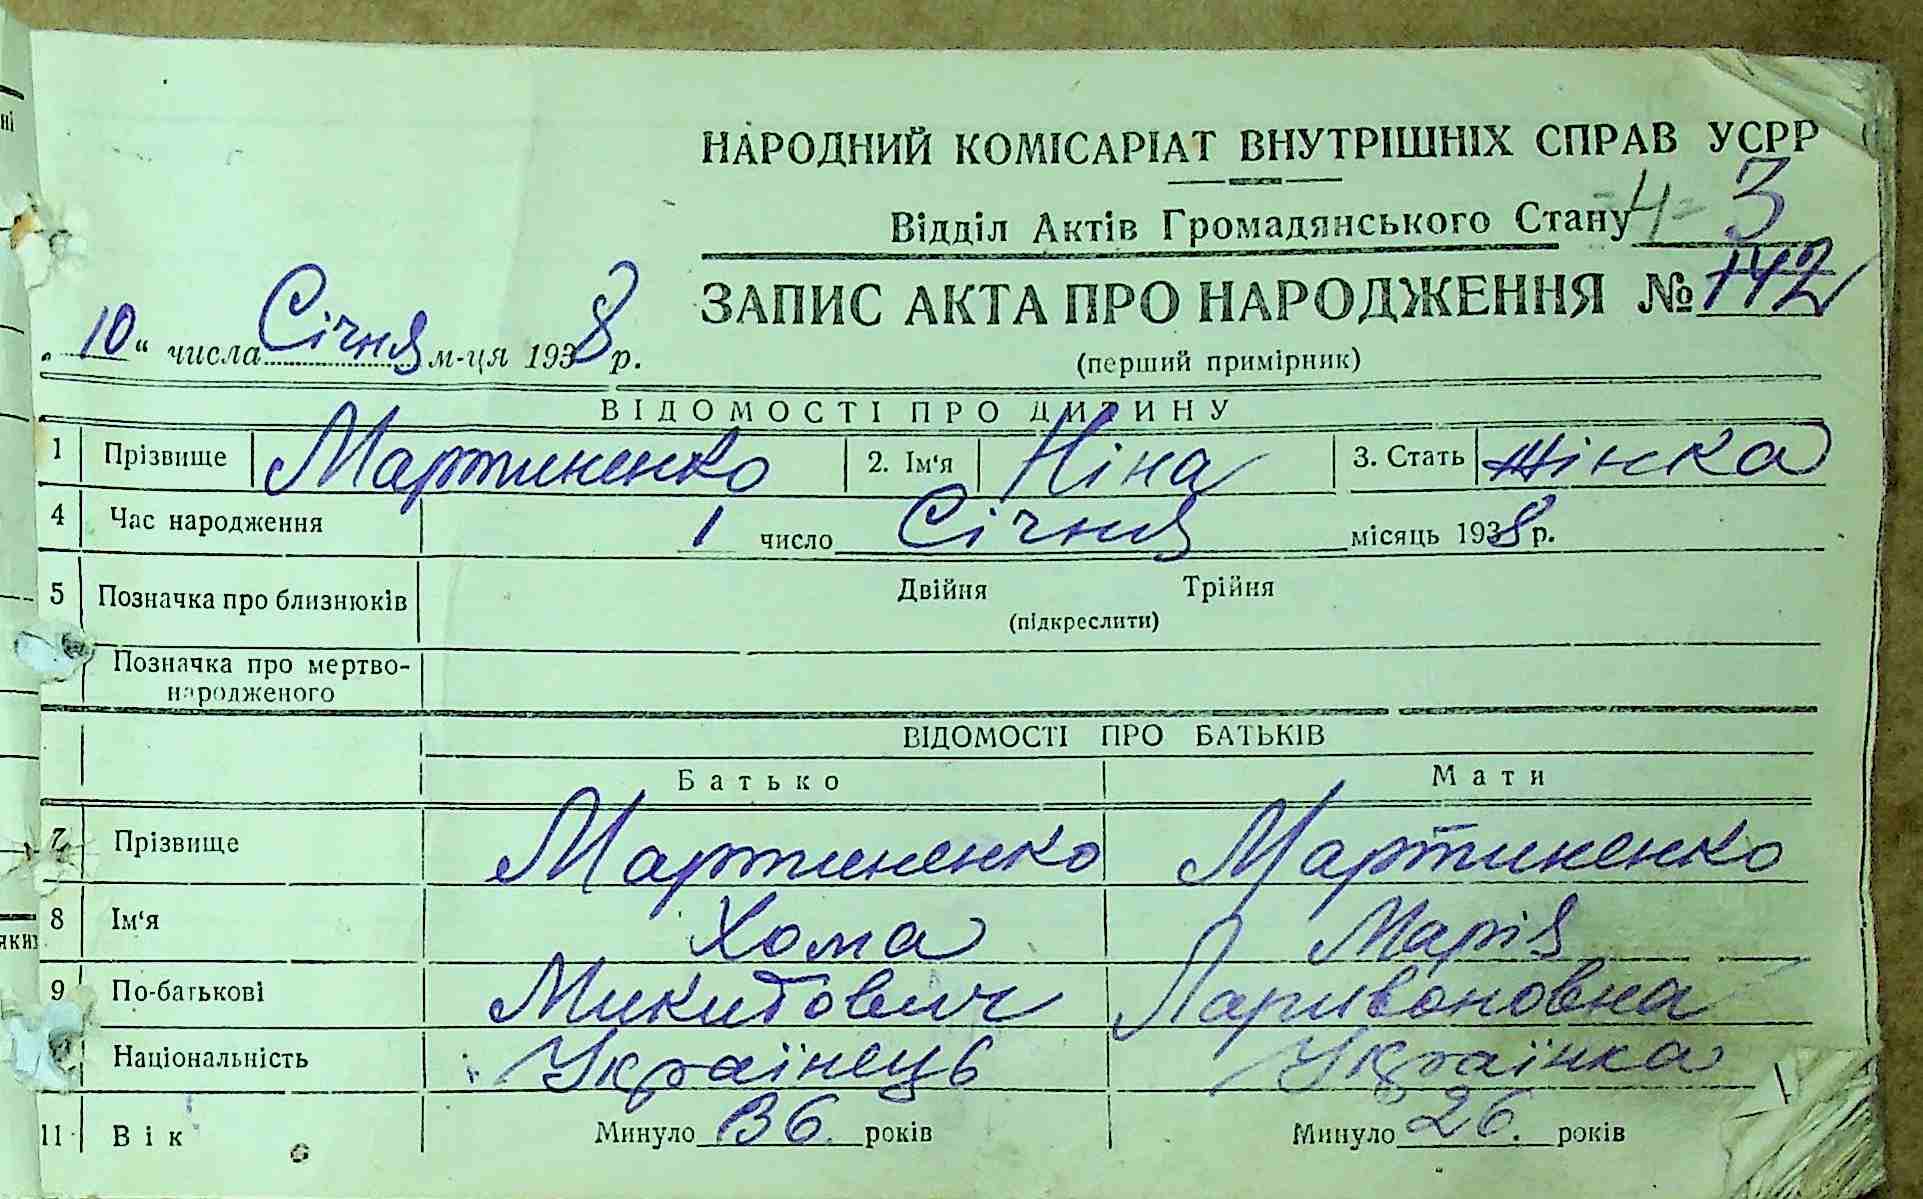 НАРОДНИЙ КОМІСАРІАТ ВНУТРІШНІХ СПРАВ УСРР
Відділ Актів Громадянського Стану 4 3
ЗАПИС АКТА ПРО НАРОДЖЕННЯ № 142
„10“ числа Січня м-ця 1938 р.
(перший примірник)
ВІДОМОСТІ ПРО ДИТИНУ
1 Прізвище Мартиненко 2. Ім‘я Ніна 3. Стать жінка
4 Час народження 1 число Січня місяць 1938 р.
5 Позначка про близнюків Двійня Трійня
(підкреслити)
Позначка про мертво-
народженого
ВІДОМОСТІ ПРО БАТЬКІВ
Батько Мати
7 Прізвище Мартиненко Мартиненко
8 Ім‘я Хома Марія
9 По-батькові Микитович Ларивоновна
Національність Українець Українка
11 Вік Минуло 36. років Минуло 26. років